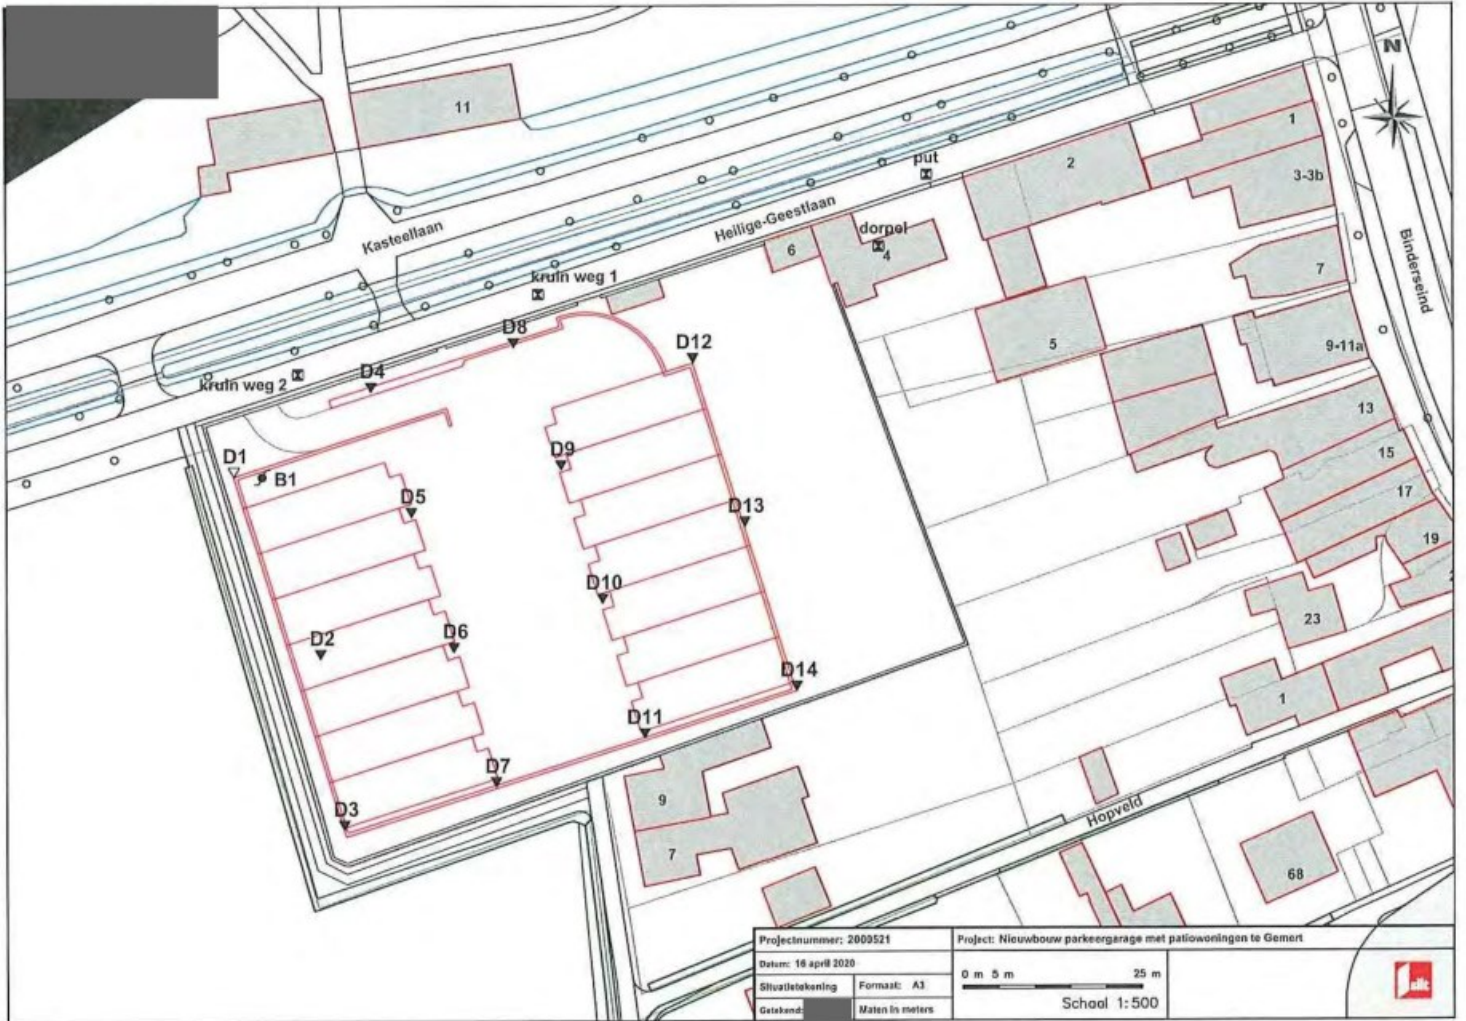 N
11
1
2
3-3b
put
Heilige-Geestlaan
Kasteellaan
dorpel
4
6
7
Binderseind
kruin weg 1
D8
D12
5
9-11a
kruin weg 2
D4
13
D1
B1
D9
15
D5
17
D13
19
D10
23
D2
D6
D14
1
D11
D7
9
D3
Hopveld
7
68
Projectnummer: 2000521
Project: Nieuwbouw parkeergarage met patiowoningen te Gemert
Datum: 16 april 2020
Situatietekening
Formaat: A3
0 m 5 m 25 m
Getekend:
Maten in meters
School 1:500